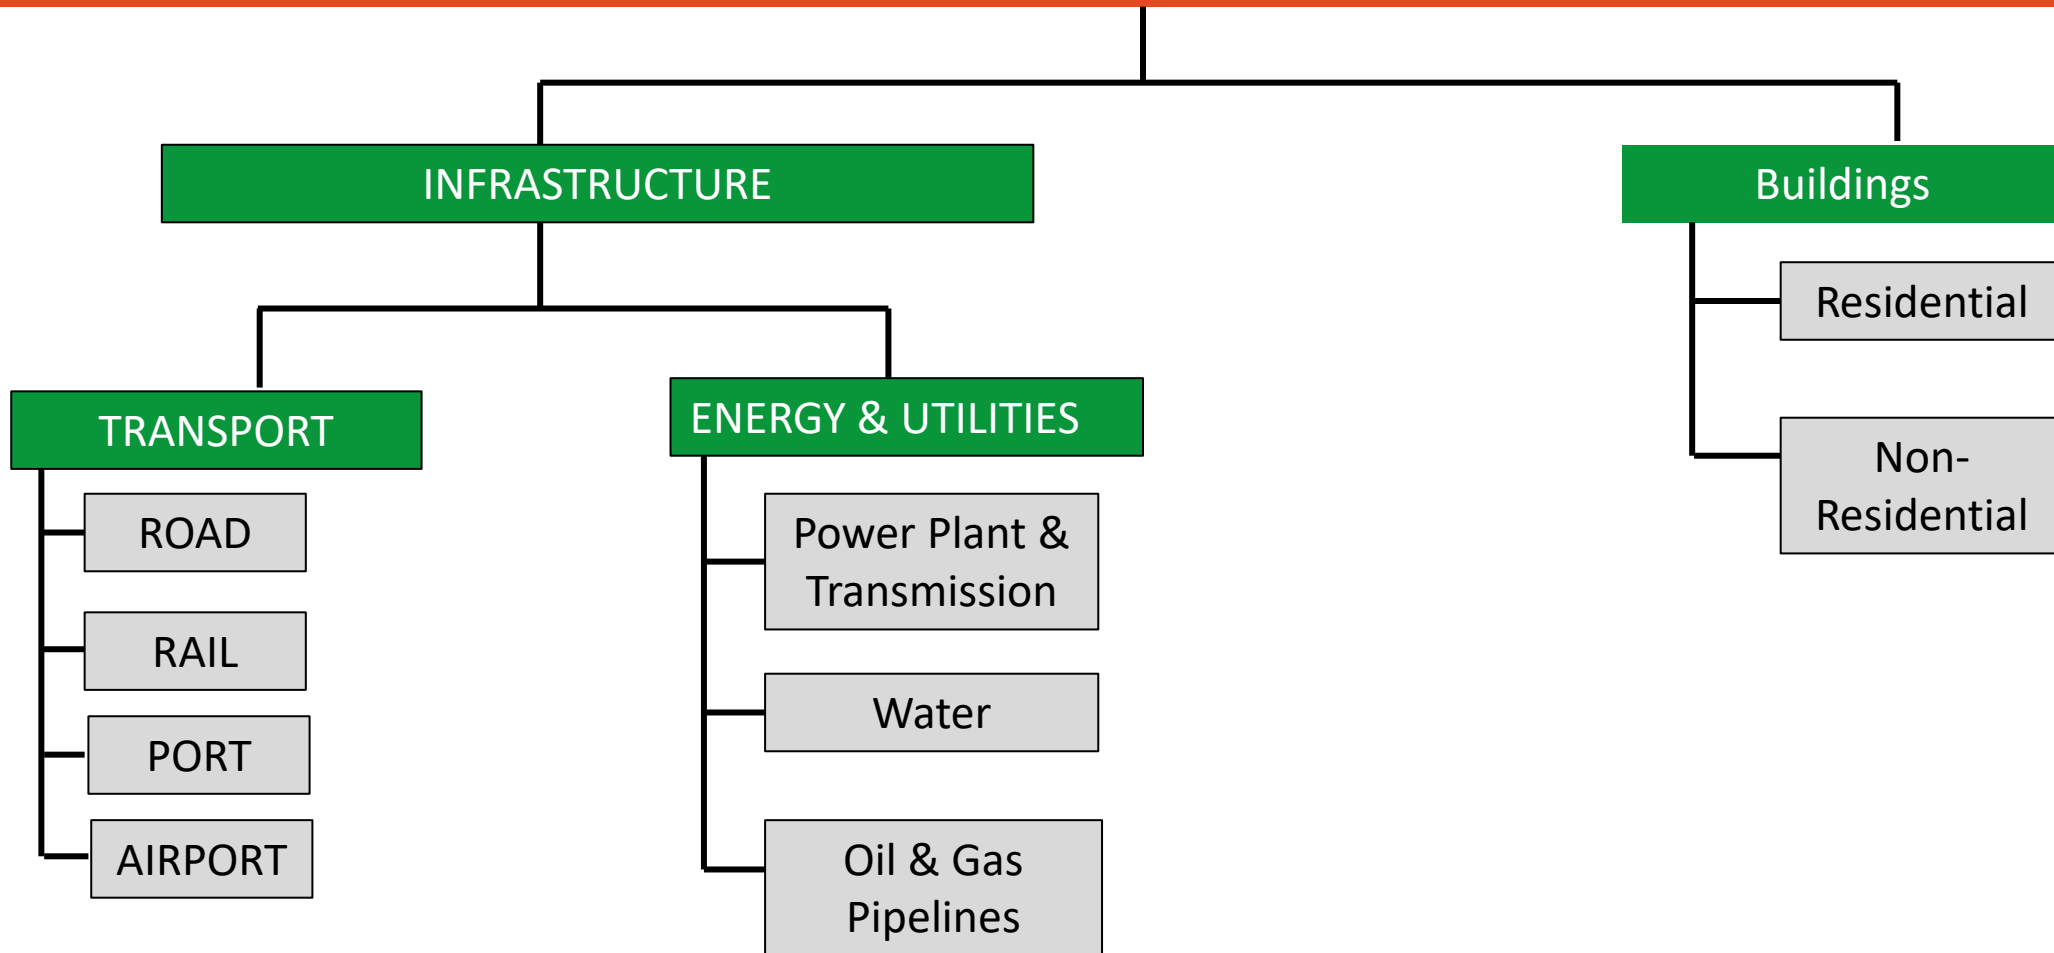 INFRASTRUCTURE
Buildings
Residential
Non-
Residential
TRANSPORT
ROAD
RAIL
PORT
AIRPORT
ENERGY & UTILITIES
Power Plant &
Transmission
Water
Oil & Gas
Pipelines